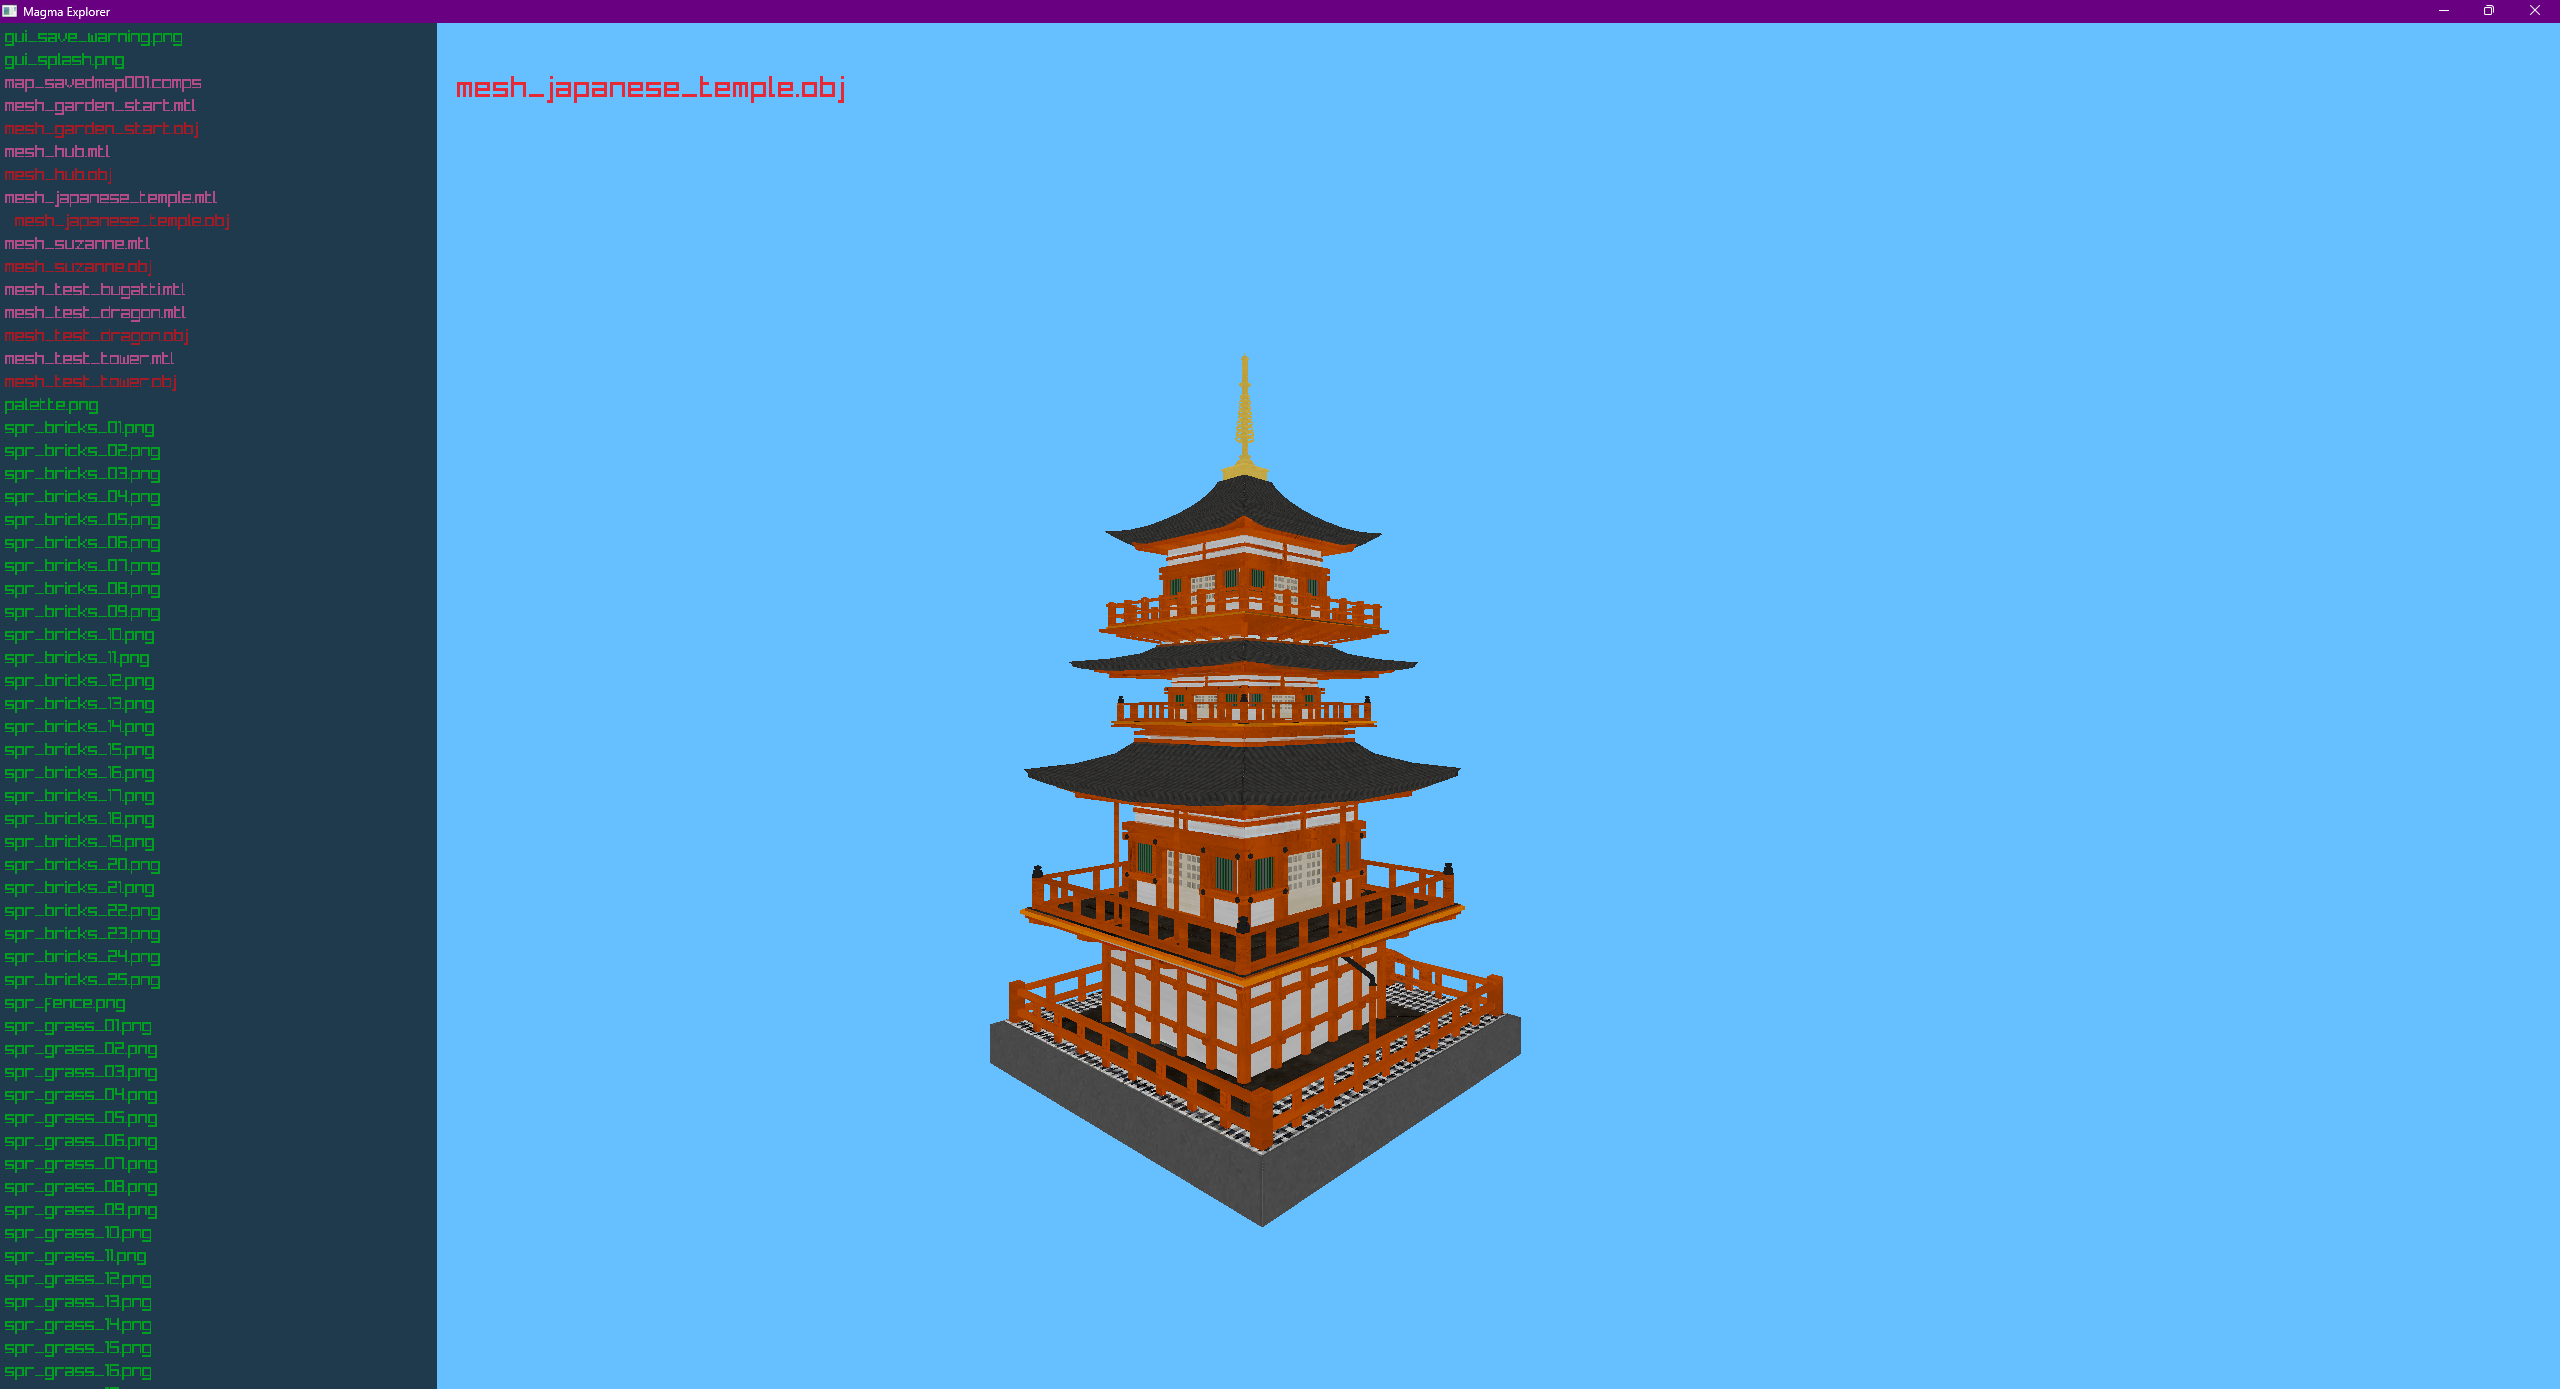 Magma Explorer
gui_save_warning.png
gui_splash.png
map_savedmap001.comps
mesh_garden_start.mtl
mesh_garden_start.obj
mesh_hub.mtl
mesh_hub.obj
mesh_japanese_temple.mtl
mesh_japanese_temple.obj
mesh_suzanne.mtl
mesh_suzanne.obj
mesh_test_bugatti.mtl
mesh_test_dragon.mtl
mesh_test_dragon.obj
mesh_test_tower.mtl
mesh_test_tower.obj
palette.png
spr_bricks_01.png
spr_bricks_02.png
spr_bricks_03.png
spr_bricks_04.png
spr_bricks_05.png
spr_bricks_06.png
spr_bricks_07.png
spr_bricks_08.png
spr_bricks_09.png
spr_bricks_10.png
spr_bricks_11.png
spr_bricks_12.png
spr_bricks_13.png
spr_bricks_14.png
spr_bricks_15.png
spr_bricks_16.png
spr_bricks_17.png
spr_bricks_18.png
spr_bricks_19.png
spr_bricks_20.png
spr_bricks_21.png
spr_bricks_22.png
spr_bricks_23.png
spr_bricks_24.png
spr_bricks_25.png
spr_fence.png
spr_grass_01.png
spr_grass_02.png
spr_grass_03.png
spr_grass_04.png
spr_grass_05.png
spr_grass_06.png
spr_grass_07.png
spr_grass_08.png
spr_grass_09.png
spr_grass_10.png
spr_grass_11.png
spr_grass_12.png
spr_grass_13.png
spr_grass_14.png
spr_grass_15.png
spr_grass_16.png
mesh_japanese_temple.obj